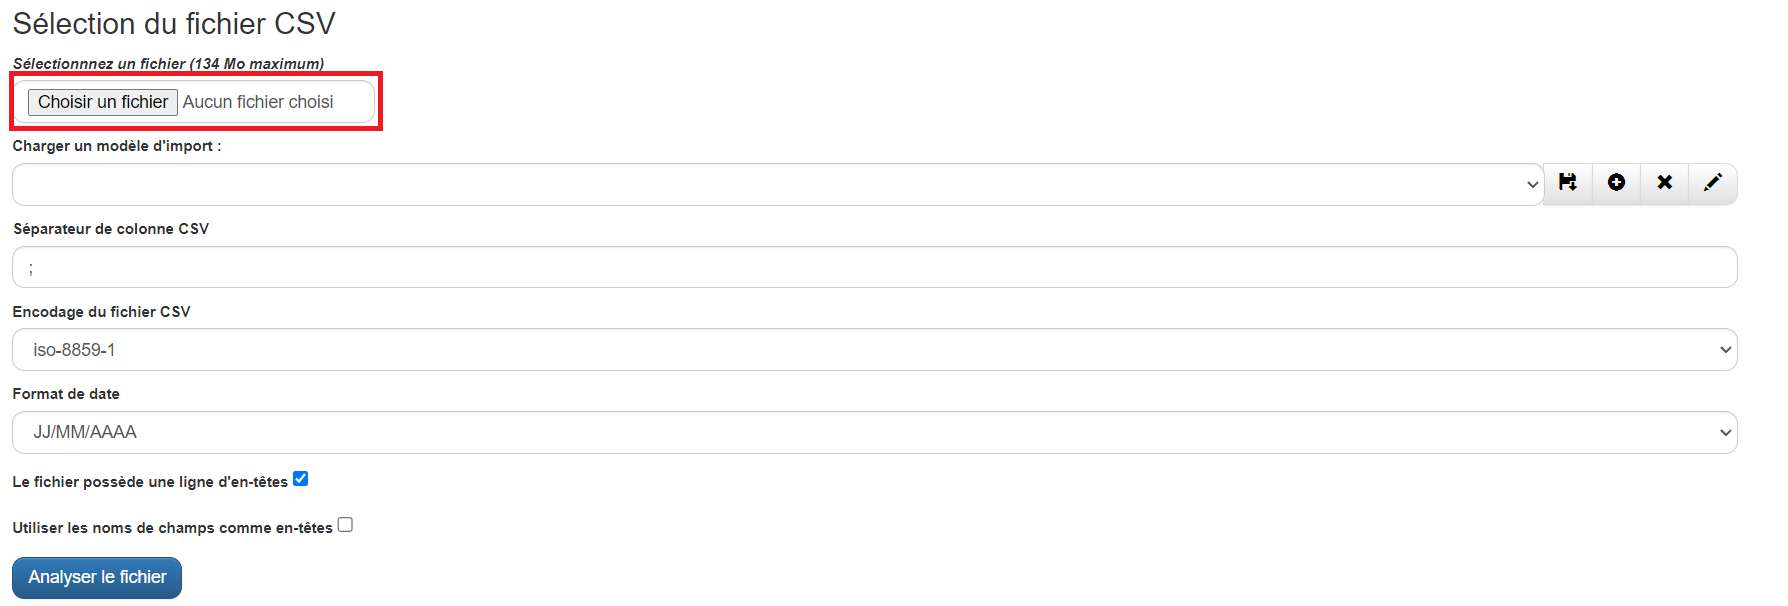 Sélection du fichier CSV
Sélectionnnez un fichier (134 Mo maximum)
Choisir un fichier Aucun fichier choisi
Charger un modèle d'import :
Séparateur de colonne CSV
;
Encodage du fichier CSV
iso-8859-1
Format de date
JJ/MM/AAAA
Le fichier possède une ligne d'en-têtes
Utiliser les noms de champs comme en-têtes
Analyser le fichier